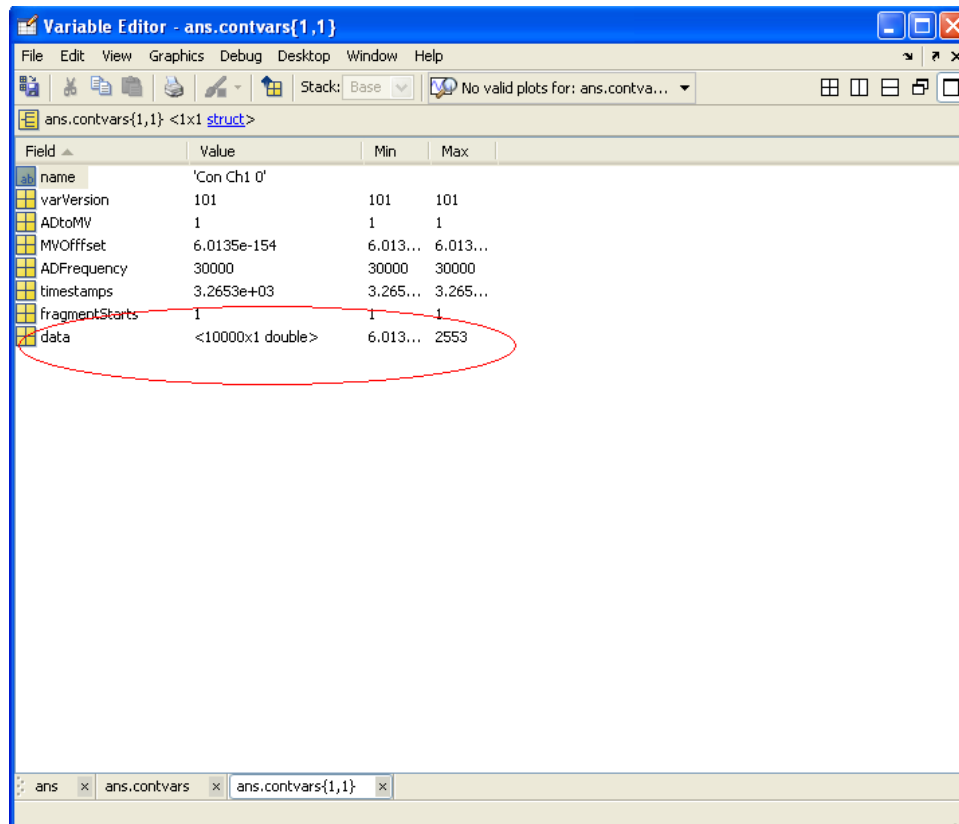 Variable Editor - ans.contvars{1,1}
File Edit View Graphics Debug Desktop Window Help
Stack: Base No valid plots for: ans.contva...
ans.contvars{1,1} <1x1 struct>
Field Value Min Max
ab name 'Con Ch1 0'
varVersion 101 101 101
ADtoMV 1 1 1
MVOfffset 6.0135e-154 6.013... 6.013...
ADFrequency 30000 30000 30000
timestamps 3.2653e+03 3.265... 3.265...
fragmentStarts 1 1 1
data <10000x1 double> 6.013... 2553
ans ans.contvars ans.contvars{1,1}